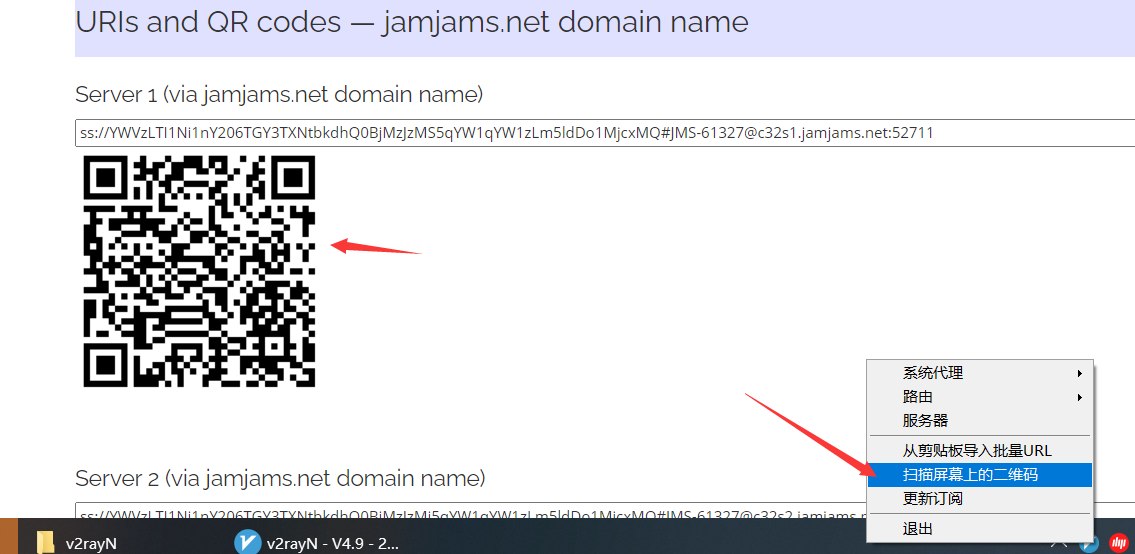 URIs and QR codes — jamjams.net domain name
Server 1 (via jamjams.net domain name)
ss://YWVzLTI1Ni1nY206TGY3TXNtbkdhQ0BjMzJzMS5qYW1qYW1zLm5ldDo1MjcxMQ#JMS-61327@c32s1.jamjams.net:52711
Server 2 (via jamjams.net domain name)
ss://YWVzLTI1Ni1nY206TGY3TXNtbkdhQ0BjMzJzMi5qYW1qYW1zLm5ldDo1MjcxMQ#JMS-61327@c32s2.jamjams.n
系统代理
路由
服务器
从剪贴板导入批量URL
扫描屏幕上的二维码
更新订阅
退出
v2rayN
v2rayN - V4.9 - 2...